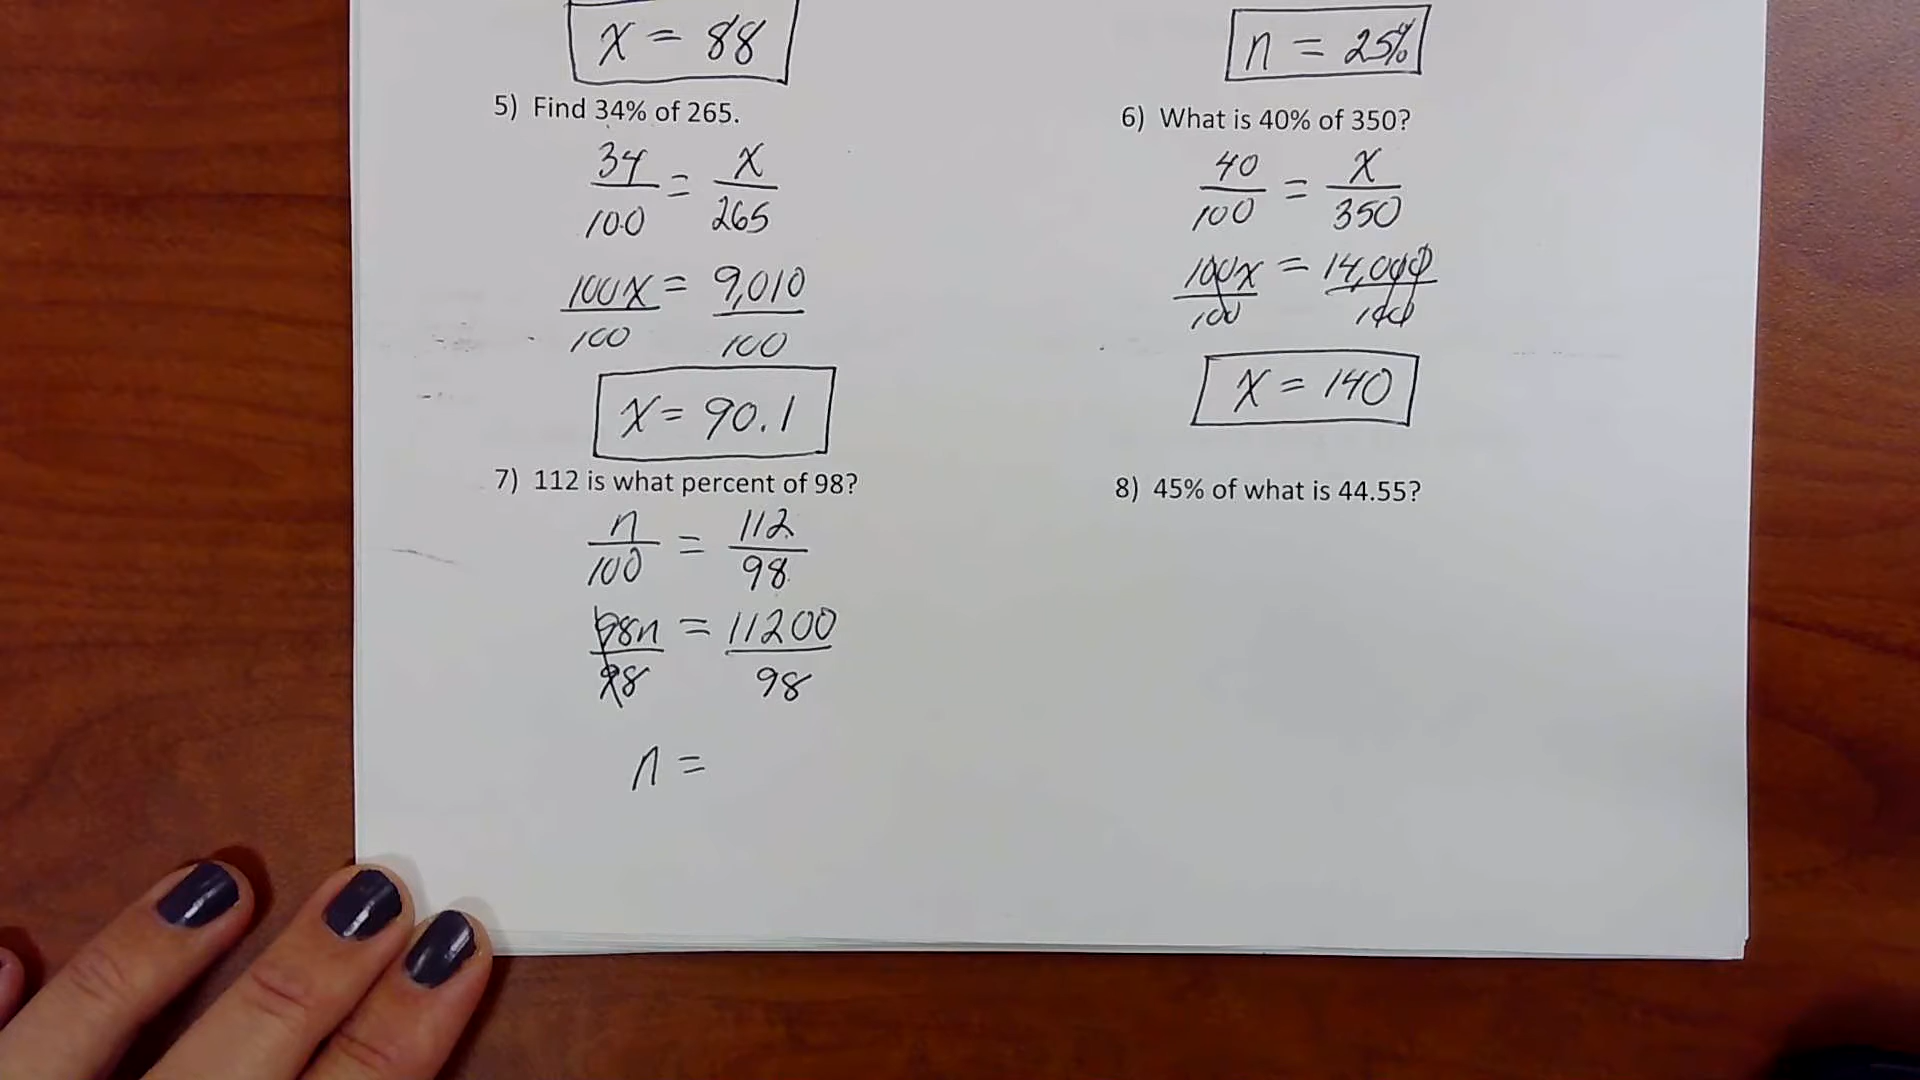 x = 88
n = 25%
5) Find 34% of 265.
34/100 = x/265
100x/100 = 9,010/100
x = 90.1
6) What is 40% of 350?
40/100 = x/350
100x/100 = 14,000/100
x = 140
7) 112 is what percent of 98?
n/100 = 112/98
98n/98 = 11200/98
n =
8) 45% of what is 44.55?